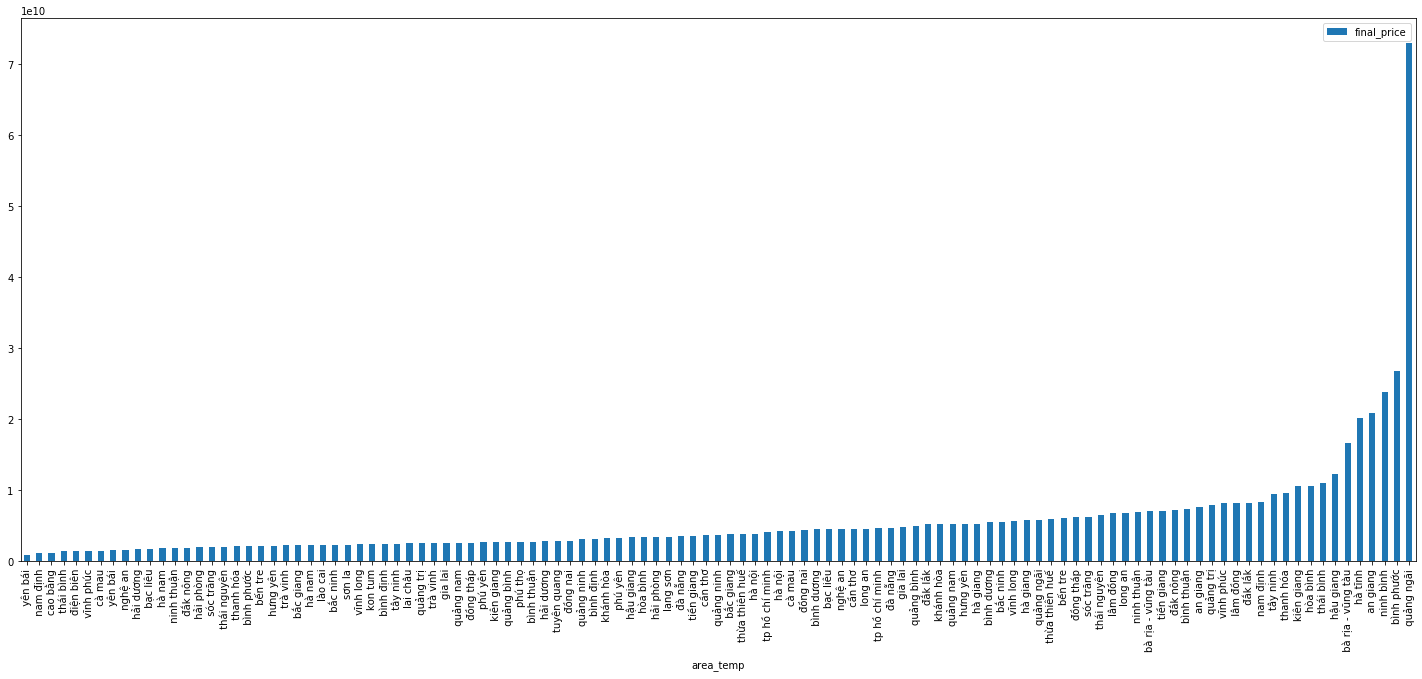 1e10
final_price
7
6
5
4
3
2
1
0
yên bái
nam định
cao bằng
thái bình
điện biên
vĩnh phúc
cà mau
yên bái
nghệ an
hải dương
bạc liêu
hà nam
ninh thuận
đắk nông
hải phòng
sóc trăng
thái nguyên
thanh hóa
bình phước
bến tre
hưng yên
trà vinh
bắc giang
hà nam
lào cai
bắc ninh
sơn la
vĩnh long
kon tum
bình định
tây ninh
lai châu
quảng trị
trà vinh
gia lai
quảng nam
đồng tháp
phú yên
kiên giang
quảng bình
phú thọ
bình thuận
hải dương
tuyên quang
đồng nai
quảng ninh
bình định
khánh hòa
phú yên
hậu giang
hòa bình
hải phòng
lạng sơn
đà nẵng
tiền giang
cần thơ
quảng ninh
bắc giang
thừa thiên huế
hà nội
tp hồ chí minh
hà nội
cà mau
đồng nai
bình dương
bạc liêu
nghệ an
cần thơ
long an
tp hồ chí minh
đà nẵng
gia lai
quảng bình
đắk lắk
khánh hòa
quảng nam
hưng yên
hà giang
bình dương
bắc ninh
vĩnh long
hà giang
quảng ngãi
thừa thiên huế
bến tre
đồng tháp
sóc trăng
thái nguyên
lâm đồng
long an
ninh thuận
bà rịa - vũng tàu
tiền giang
đắk nông
bình thuận
an giang
quảng trị
vĩnh phúc
lâm đồng
đắk lắk
nam định
tây ninh
thanh hóa
kiên giang
hòa bình
thái bình
hậu giang
bà rịa - vũng tàu
hà tĩnh
an giang
ninh bình
bình phước
quảng ngãi
area_temp